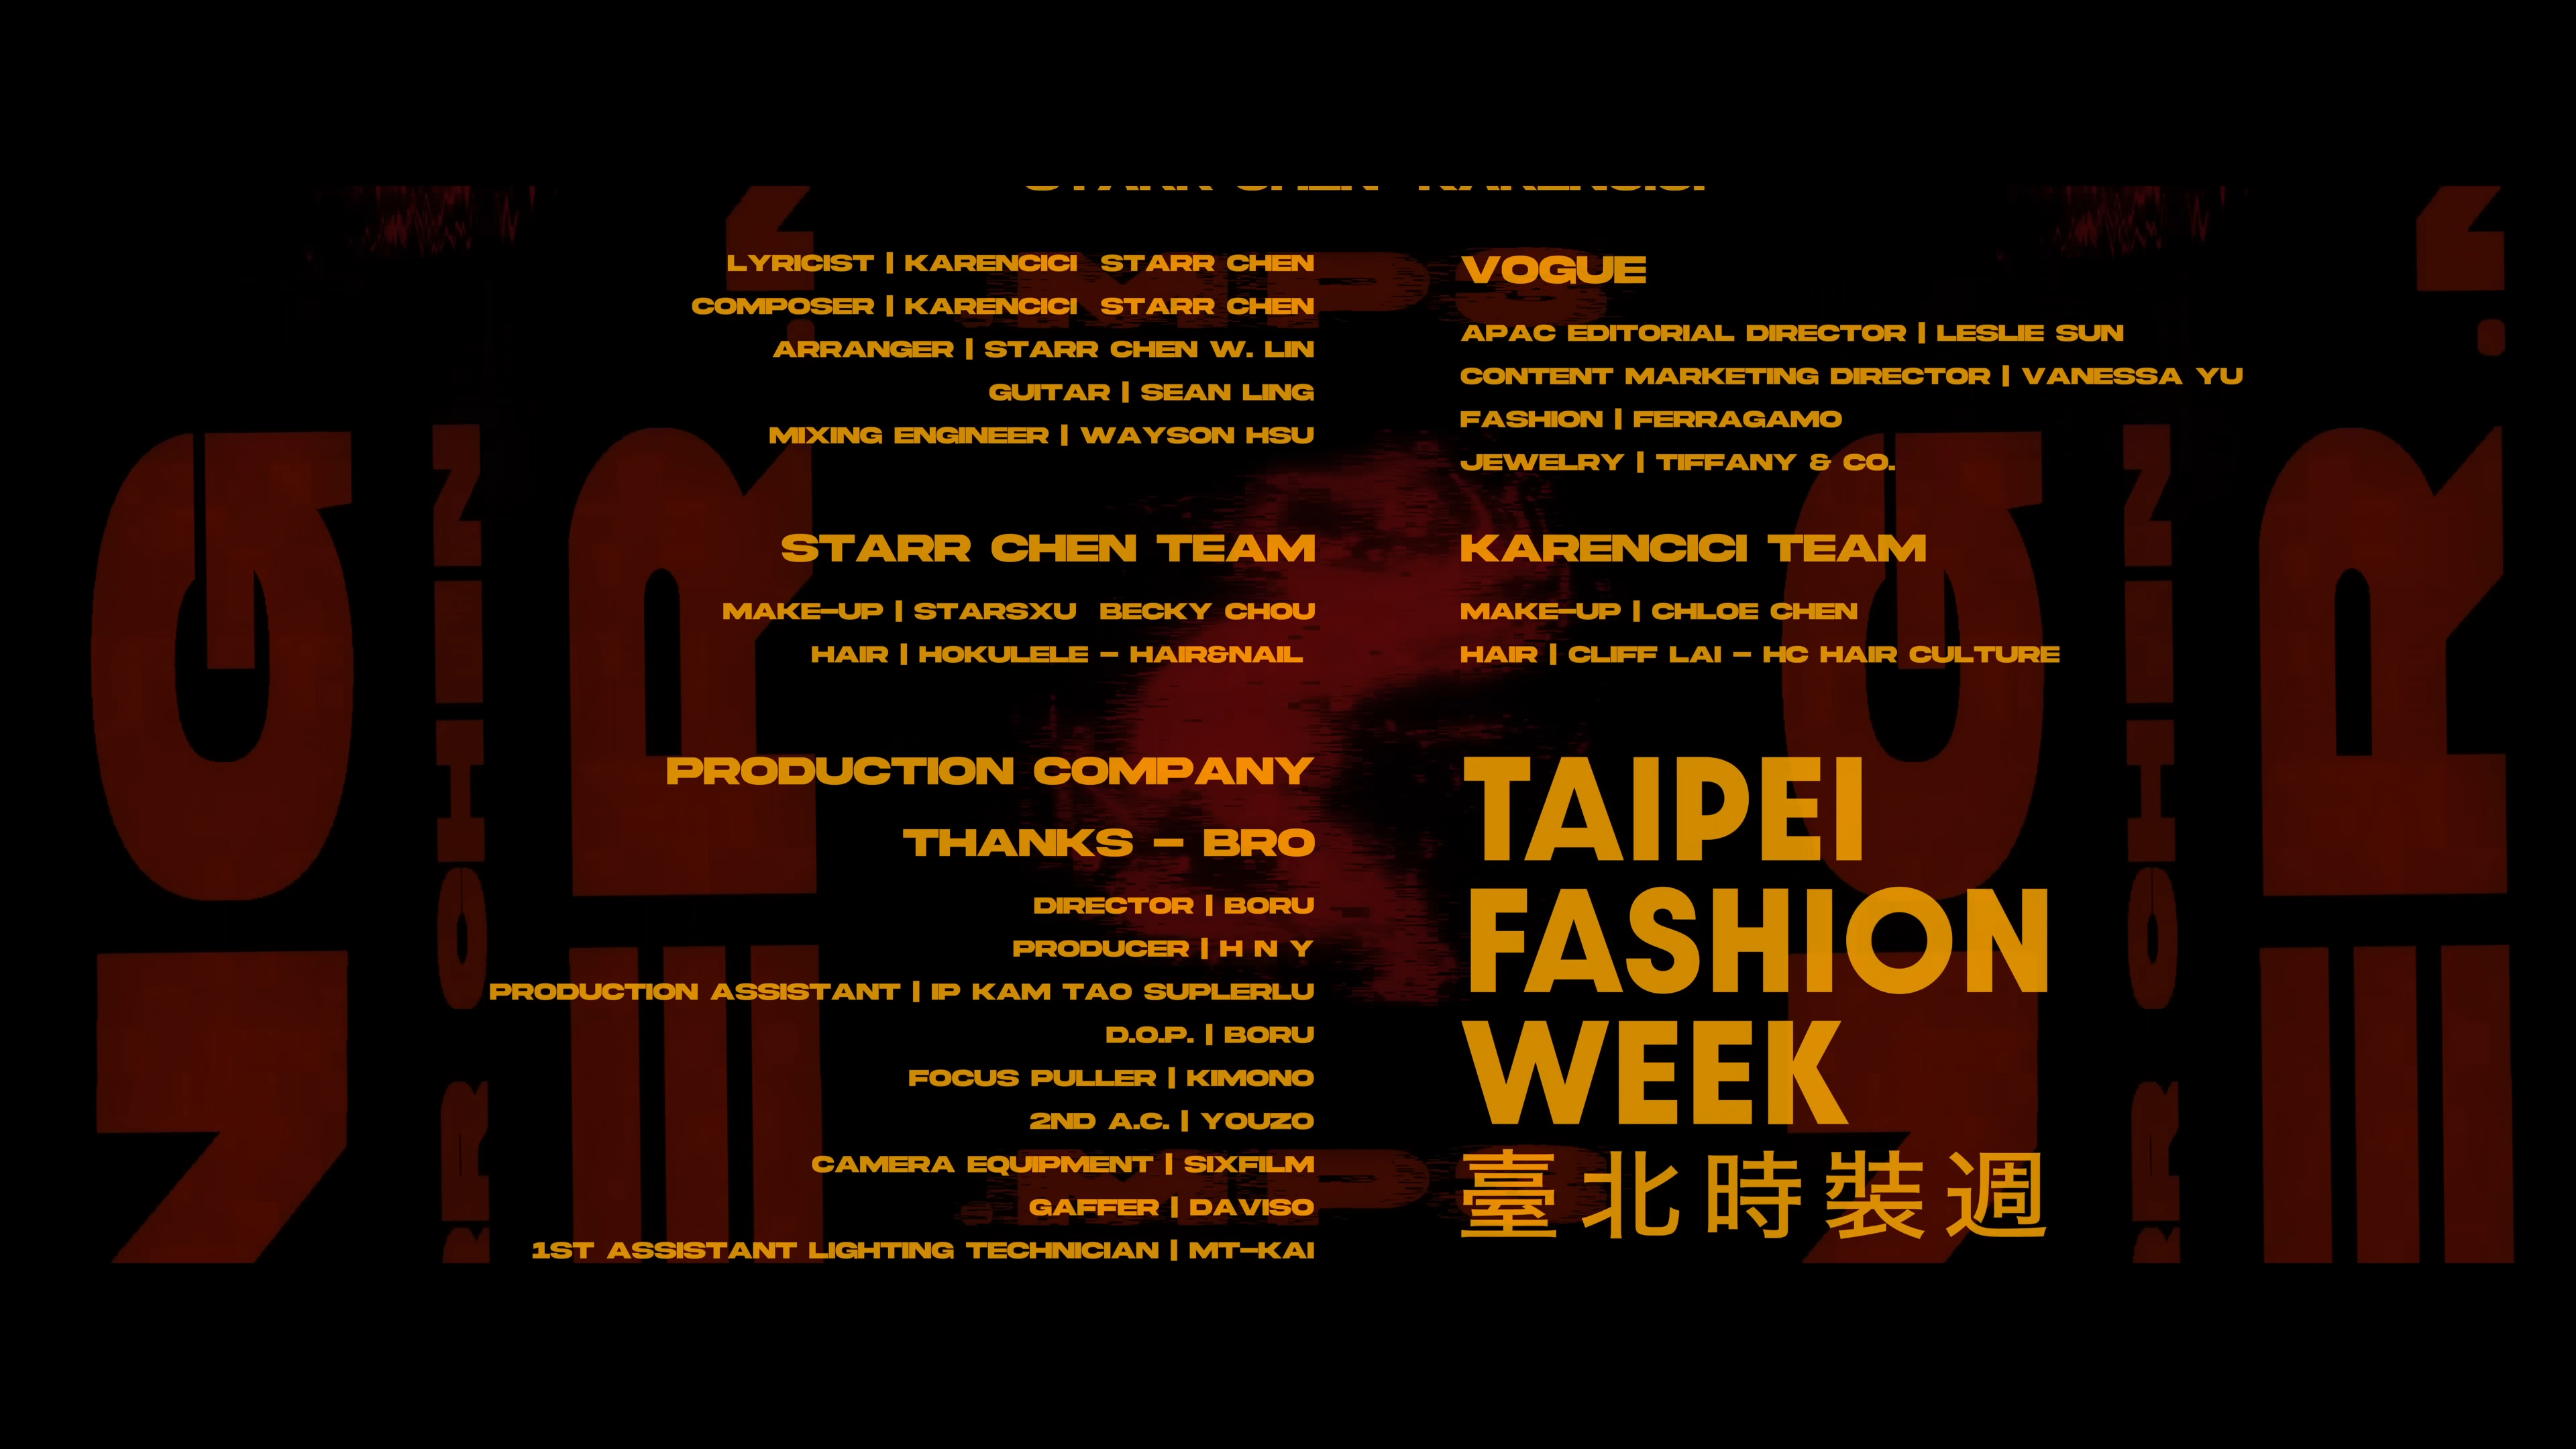 STARR CHEN KARENCICI
LYRICIST | KARENCICI STARR CHEN
COMPOSER | KARENCICI STARR CHEN
ARRANGER | STARR CHEN W. LIN
GUITAR | SEAN LING
MIXING ENGINEER | WAYSON HSU
STARR CHEN TEAM
MAKE-UP | STARSXU BECKY CHOU
HAIR | HOKULELE - HAIR&NAIL
PRODUCTION COMPANY
THANKS - BRO
DIRECTOR | BORU
PRODUCER | H N Y
PRODUCTION ASSISTANT | IP KAM TAO SUPLERLU
D.O.P. | BORU
FOCUS PULLER | KIMONO
2ND A.C. | YOUZO
CAMERA EQUIPMENT | SIXFILM
GAFFER | DAVISO
1ST ASSISTANT LIGHTING TECHNICIAN | MT-KAI
VOGUE
APAC EDITORIAL DIRECTOR | LESLIE SUN
CONTENT MARKETING DIRECTOR | VANESSA YU
FASHION | FERRAGAMO
JEWELRY | TIFFANY & CO.
KARENCICI TEAM
MAKE-UP | CHLOE CHEN
HAIR | CLIFF LAI - HC HAIR CULTURE
TAIPEI
FASHION
WEEK
臺北時裝週